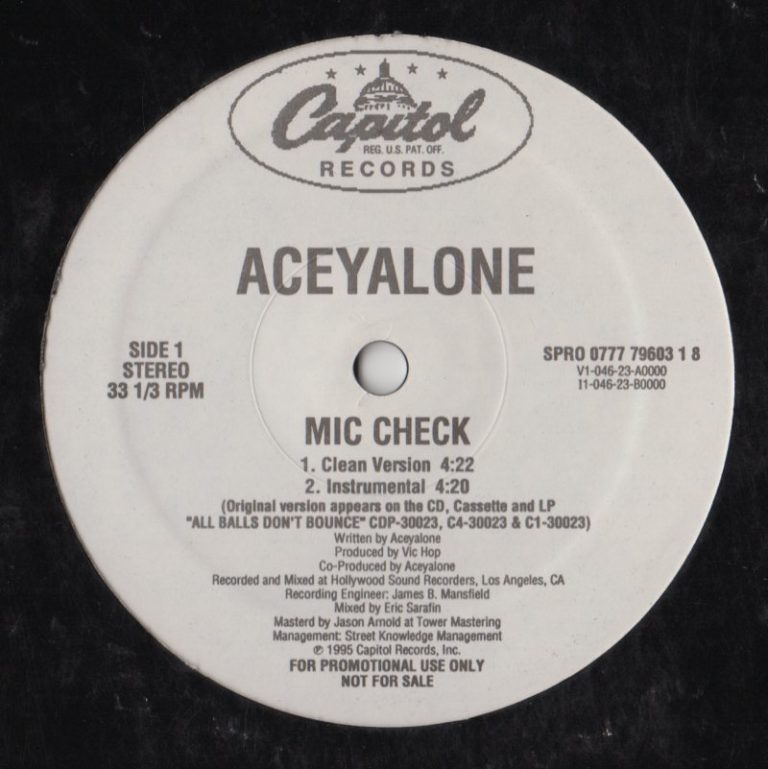 Capitol
REG. U.S. PAT. OFF.
RECORDS
ACEYALONE
SIDE 1
STEREO
33 1/3 RPM
SPRO 0777 79603 1 8
V1-046-23-A0000
I1-046-23-B0000
MIC CHECK
1. Clean Version 4:22
2. Instrumental 4:20
(Original version appears on the CD, Cassette and LP
"ALL BALLS DON'T BOUNCE" CDP-30023, C4-30023 & C1-30023)
Written by Aceyalone
Produced by Vic Hop
Co-Produced by Aceyalone
Recorded and Mixed at Hollywood Sound Recorders, Los Angeles, CA
Recording Engineer: James B. Mansfield
Mixed by Eric Sarafin
Masterd by Jason Arnold at Tower Mastering
Management: Street Knowledge Management
℗ 1995 Capitol Records, Inc.
FOR PROMOTIONAL USE ONLY
NOT FOR SALE